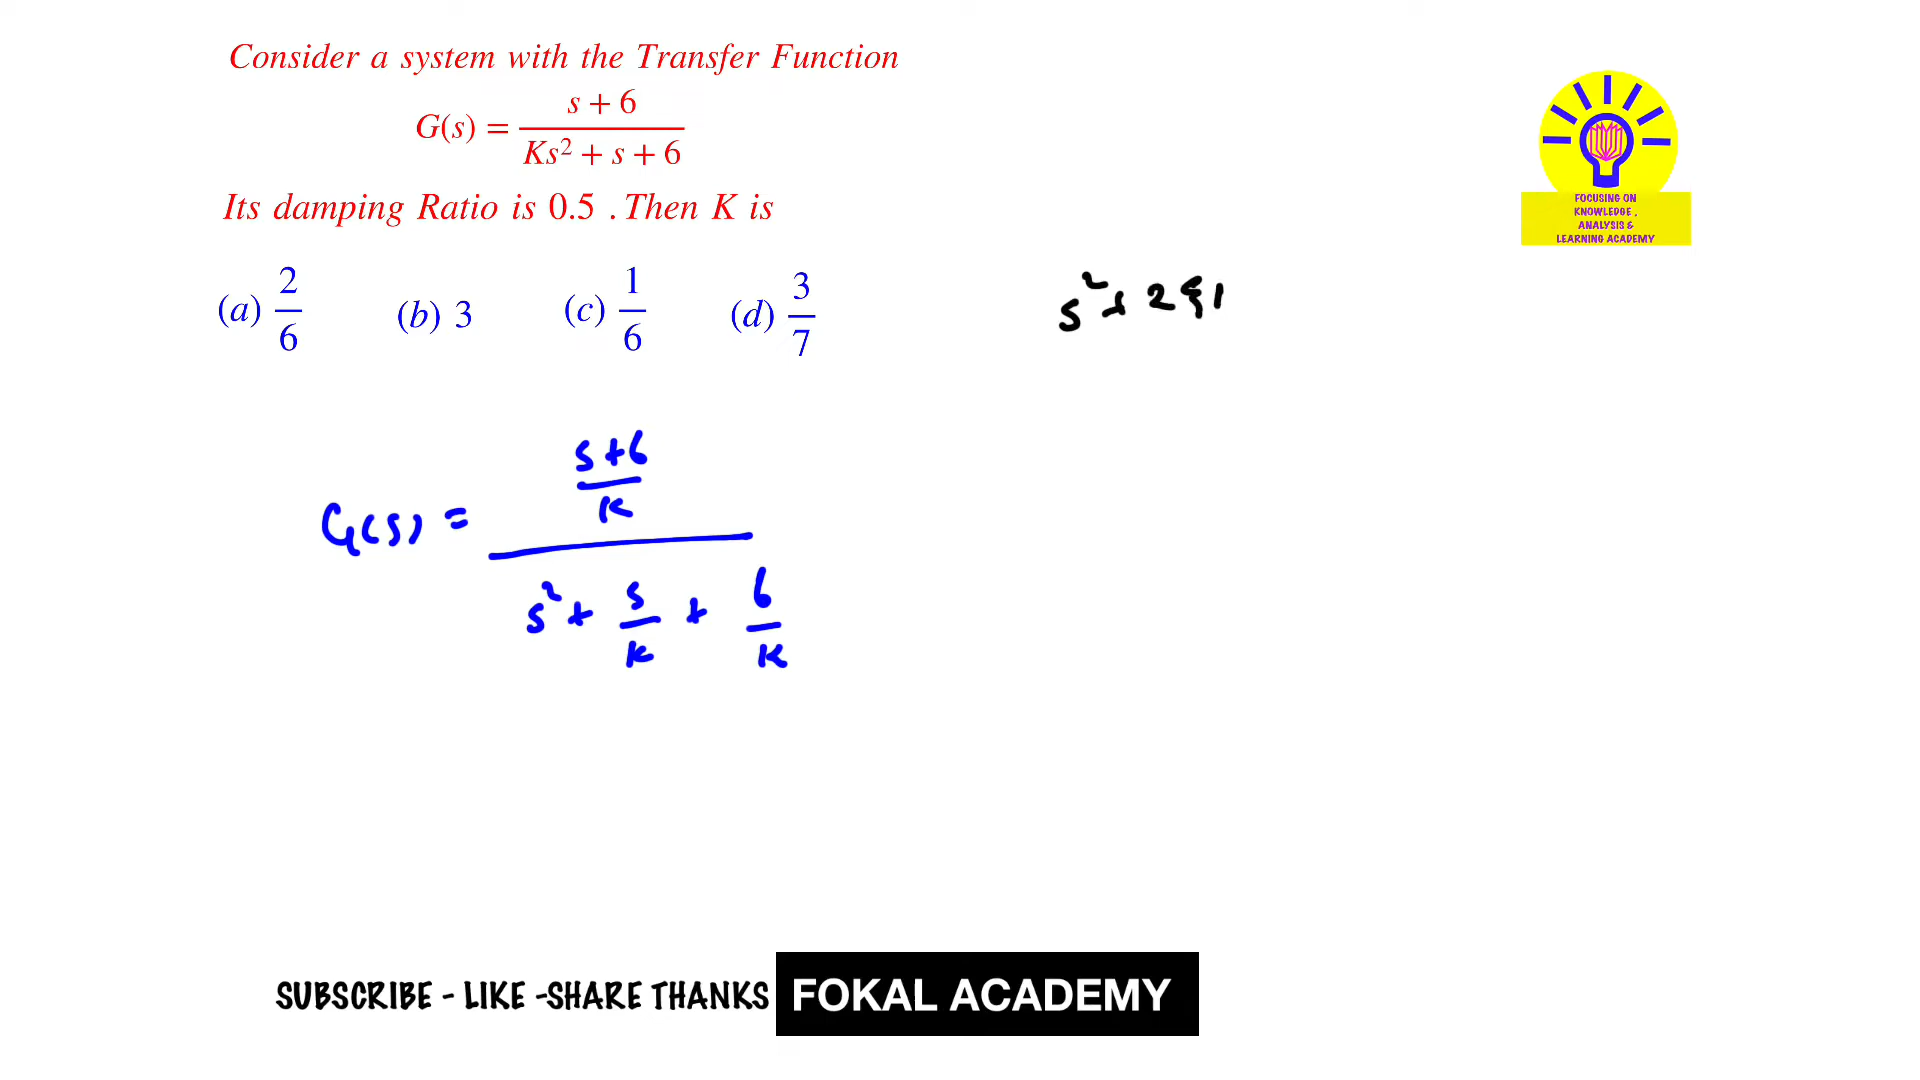 Consider a system with the Transfer Function
G(s) = (s + 6) / (Ks² + s + 6)
Its damping Ratio is 0.5 . Then K is
(a) 2/6 (b) 3 (c) 1/6 (d) 3/7
FOCUSING ON
KNOWLEDGE ,
ANALYSIS &
LEARNING ACADEMY
s² + 2ξ
G(s) = ((s+6)/K) / (s² + s/K + 6/K)
SUBSCRIBE - LIKE -SHARE THANKS FOKAL ACADEMY